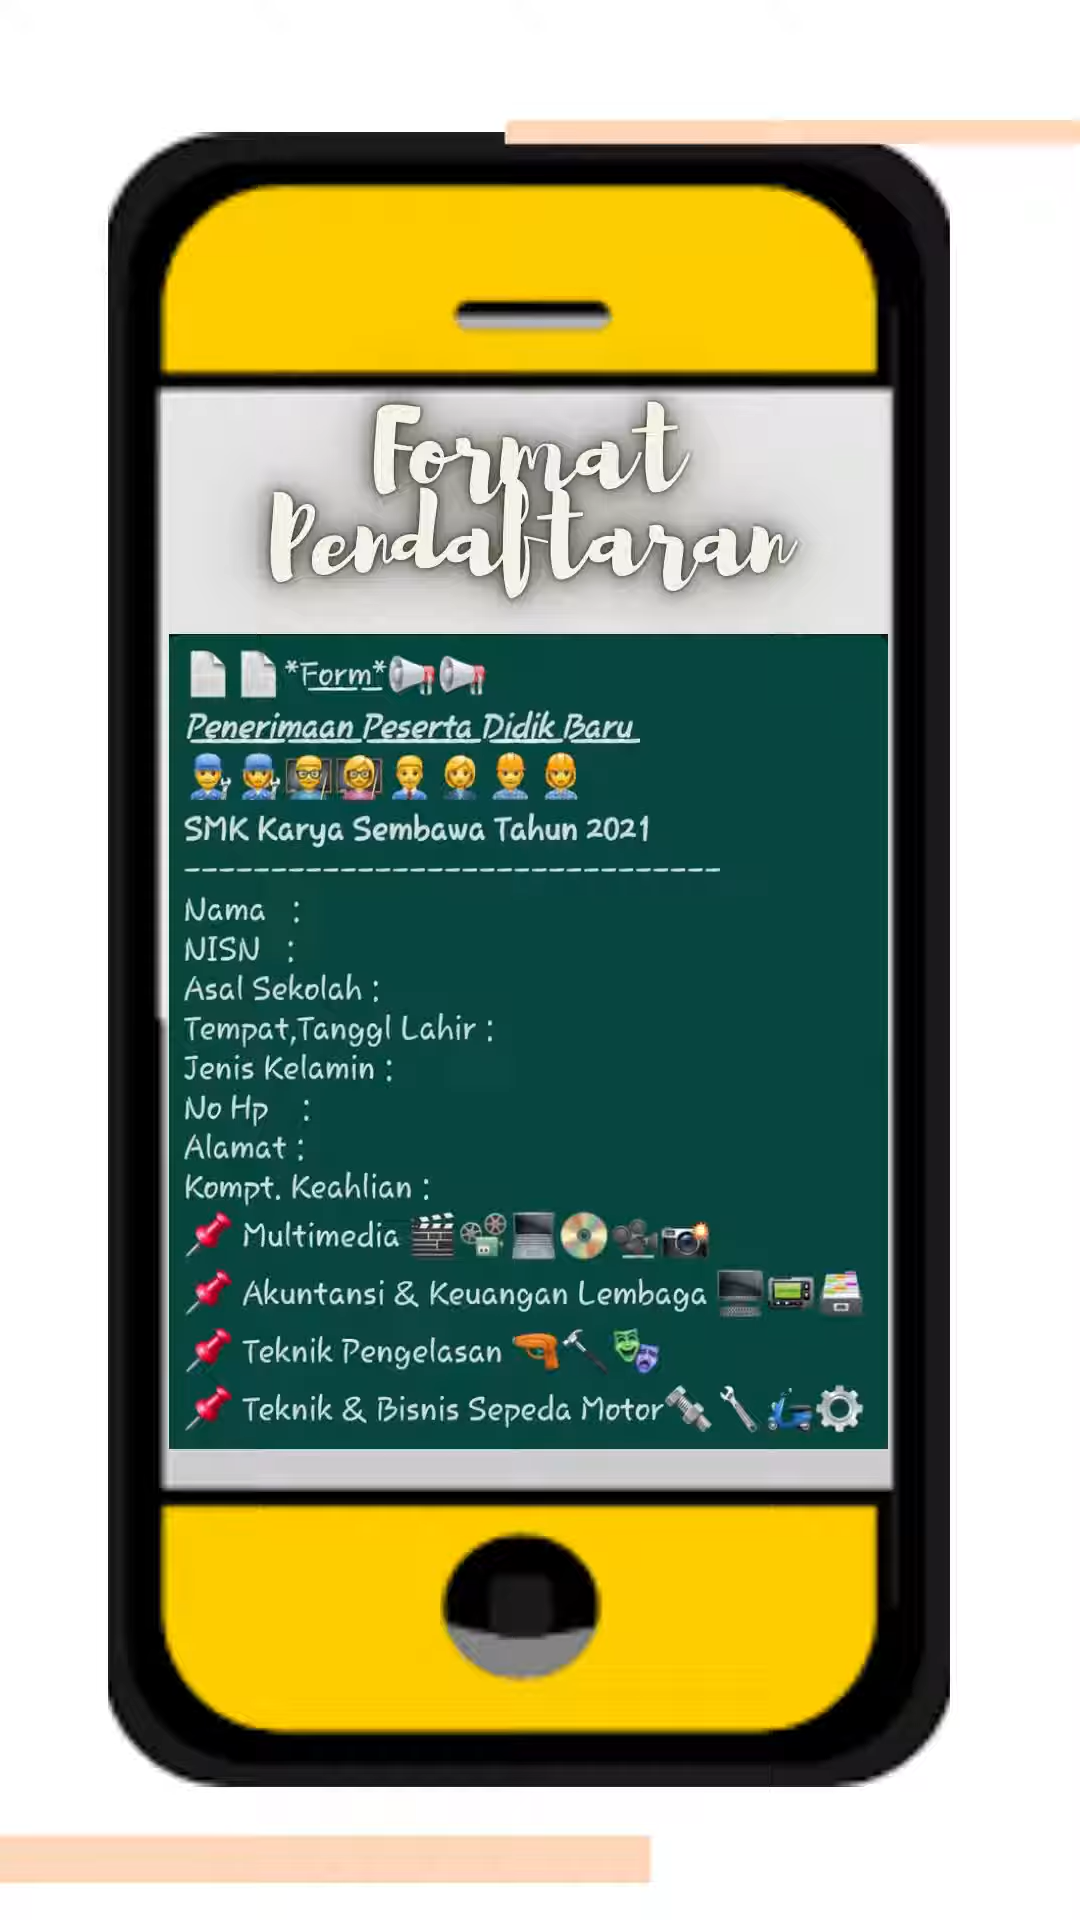 Format
Pendaftaran
*Form*
Penerimaan Peserta Didik Baru
SMK Karya Sembawa Tahun 2021
-------------------------------
Nama :
NISN :
Asal Sekolah :
Tempat,Tanggl Lahir :
Jenis Kelamin :
No Hp :
Alamat :
Kompt. Keahlian :
Multimedia
Akuntansi & Keuangan Lembaga
Teknik Pengelasan
Teknik & Bisnis Sepeda Motor